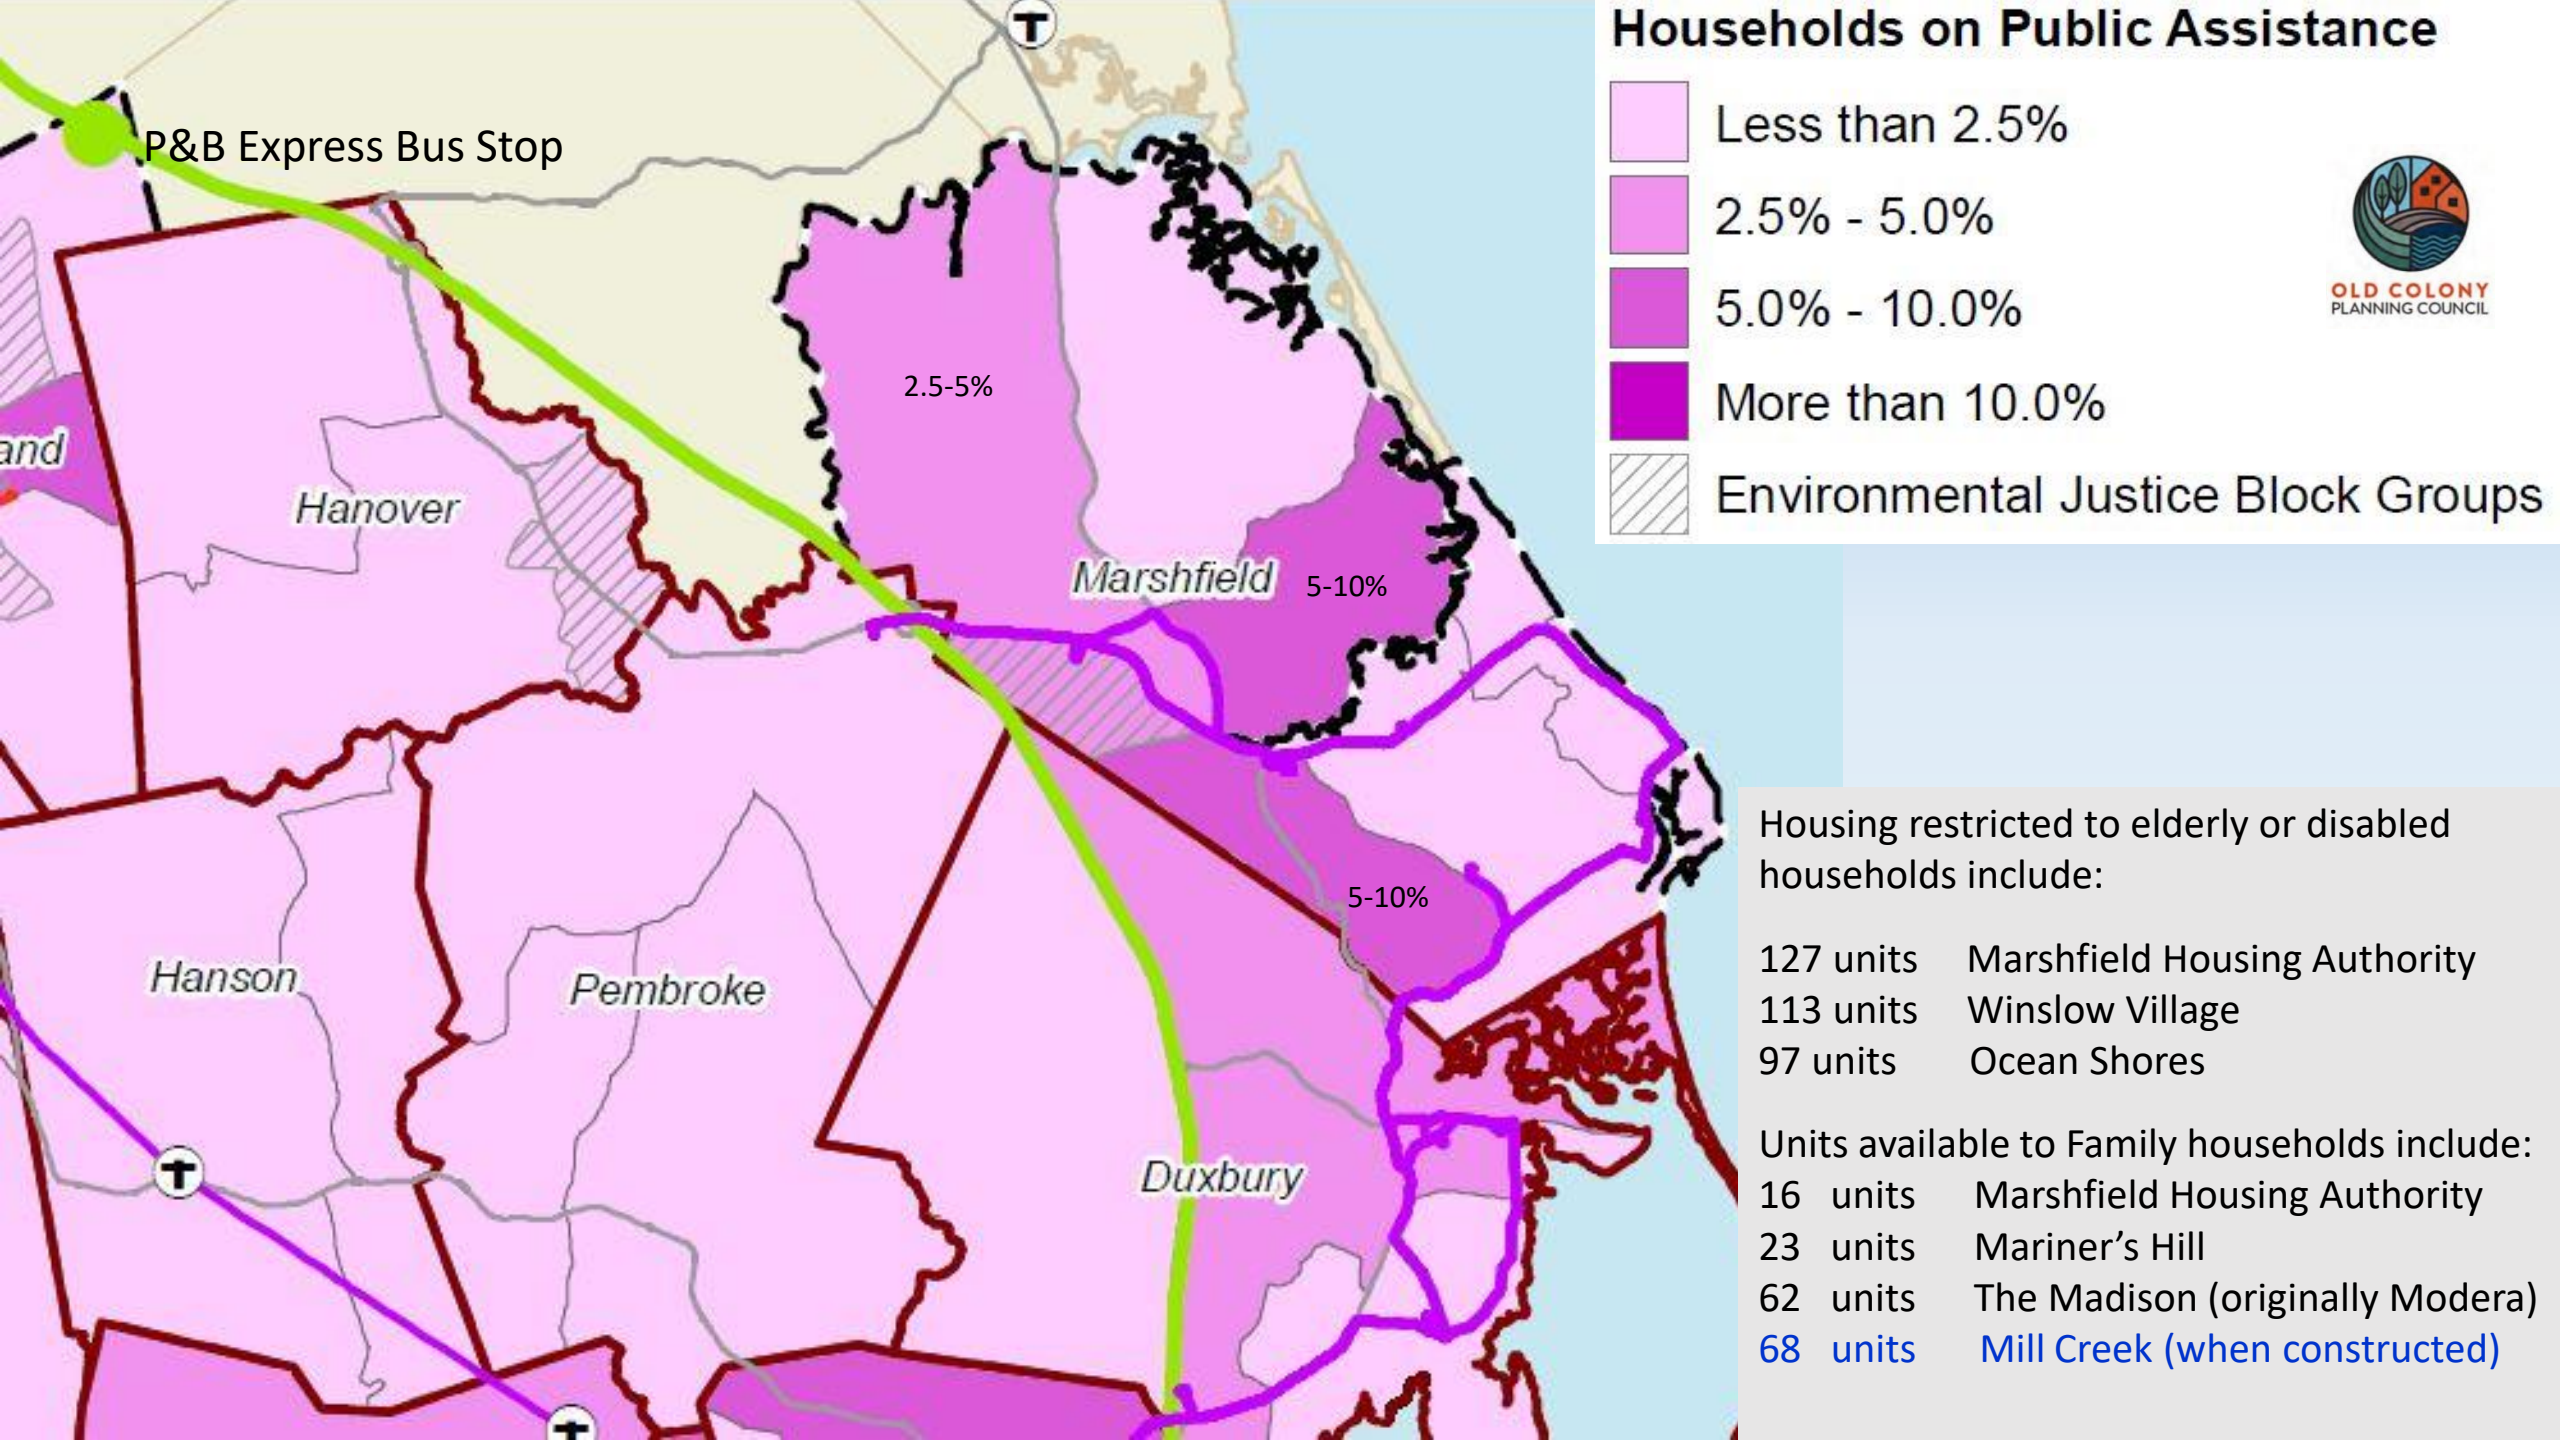 Households on Public Assistance
Less than 2.5%
2.5% - 5.0%
5.0% - 10.0%
More than 10.0%
Environmental Justice Block Groups
OLD COLONY
PLANNING COUNCIL
T
P&B Express Bus Stop
2.5-5%
and
Hanover
Marshfield
5-10%
5-10%
Hanson
Pembroke
T
Duxbury
T
Housing restricted to elderly or disabled
households include:
127 units Marshfield Housing Authority
113 units Winslow Village
97 units Ocean Shores
Units available to Family households include:
16 units Marshfield Housing Authority
23 units Mariner’s Hill
62 units The Madison (originally Modera)
68 units Mill Creek (when constructed)